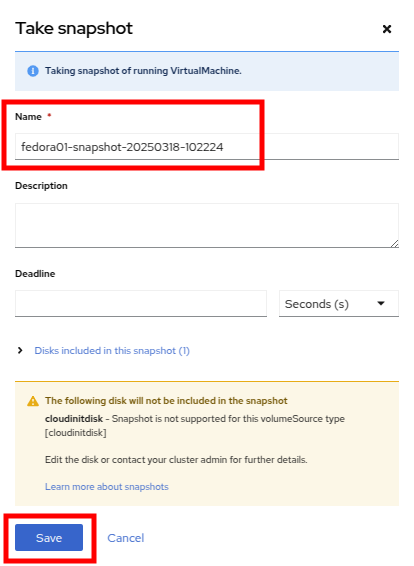 Take snapshot
Taking snapshot of running VirtualMachine.
Name *
fedora01-snapshot-20250318-102224
Description
Deadline
Seconds (s)
Disks included in this snapshot (1)
The following disk will not be included in the snapshot
cloudinitdisk - Snapshot is not supported for this volumeSource type
[cloudinitdisk]
Edit the disk or contact your cluster admin for further details.
Learn more about snapshots
Save Cancel